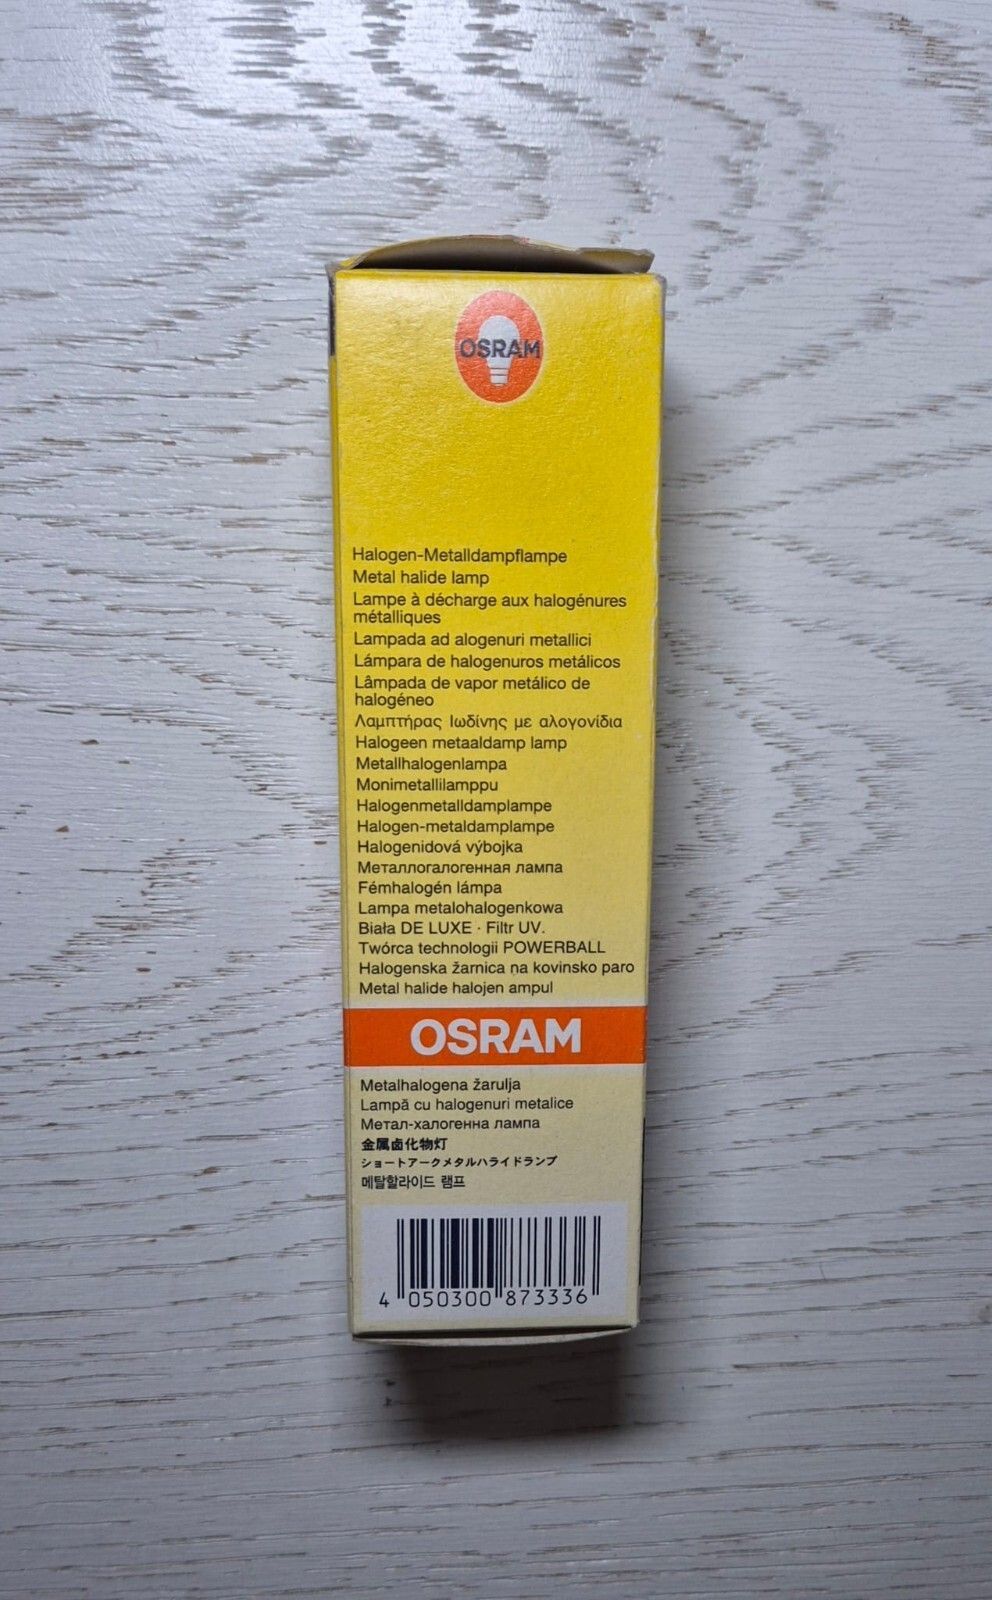 OSRAM
Halogen-Metalldampflampe
Metal halide lamp
Lampe à décharge aux halogénures
métalliques
Lampada ad alogenuri metallici
Lámpara de halogenuros metálicos
Lâmpada de vapor metálico de
halogéneo
Λαμπτήρας Ιωδίνης με αλογονίδια
Halogeen metaaldamp lamp
Metallhalogenlampa
Monimetallilamppu
Halogenmetalldamplampe
Halogen-metaldamplampe
Halogenidová výbojka
Металлогалогенная лампа
Fémhalogén lámpa
Lampa metalohalogenkowa
Biała DE LUXE · Filtr UV.
Twórca technologii POWERBALL
Halogenska žarnica na kovinsko paro
Metal halide halojen ampul
OSRAM
Metalhalogena žarulja
Lampă cu halogenuri metalice
Метал-халогенна лампа
金属卤化物灯
ショートアークメタルハライドランプ
메탈할라이드 램프
4 050300 873336